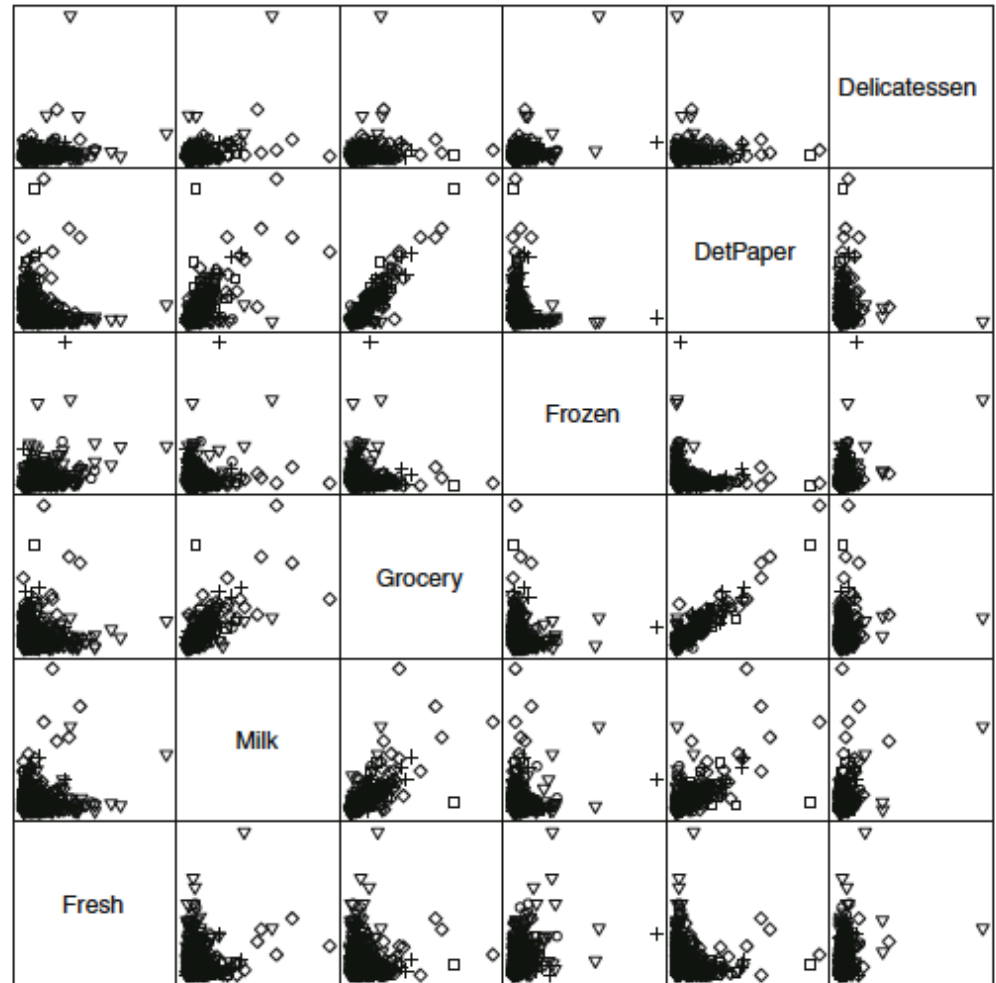 Delicatessen
DetPaper
Frozen
Grocery
Milk
Fresh